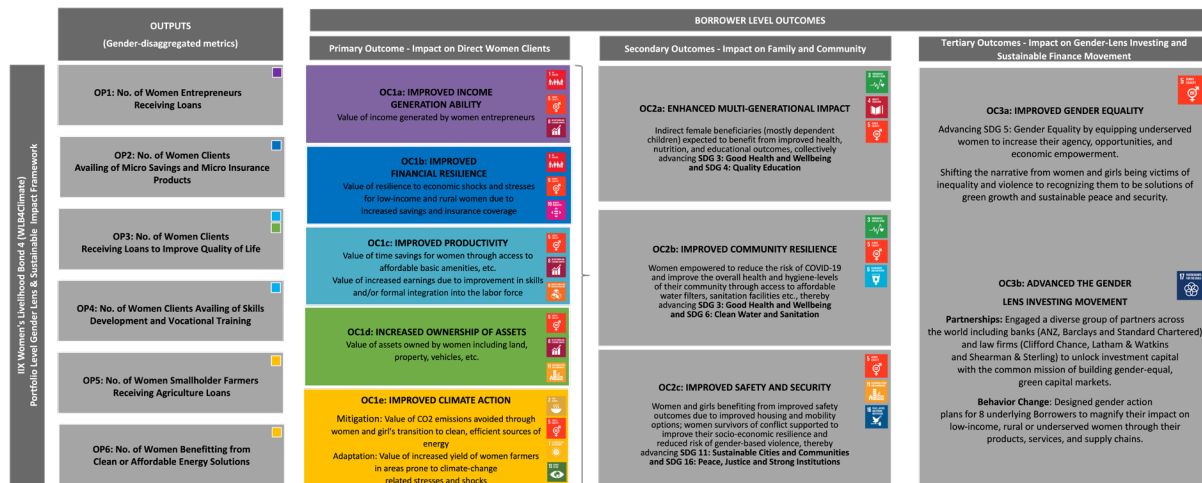 IIX Women's Livelihood Bond 4 (WLB4Climate)
Portfolio Level Gender Lens & Sustainable Impact Framework
OUTPUTS
(Gender-disaggregated metrics)
OP1: No. of Women Entrepreneurs
Receiving Loans
OP2: No. of Women Clients
Availing of Micro Savings and Micro Insurance
Products
OP3: No. of Women Clients
Receiving Loans to Improve Quality of Life
OP4: No. of Women Clients Availing of Skills
Development and Vocational Training
OP5: No. of Women Smallholder Farmers
Receiving Agriculture Loans
OP6: No. of Women Benefitting from
Clean or Affordable Energy Solutions
BORROWER LEVEL OUTCOMES
Primary Outcome - Impact on Direct Women Clients
OC1a: IMPROVED INCOME
GENERATION ABILITY
Value of income generated by women entrepreneurs
OC1b: IMPROVED
FINANCIAL RESILIENCE
Value of resilience to economic shocks and stresses
for low-income and rural women due to
increased savings and insurance coverage
OC1c: IMPROVED PRODUCTIVITY
Value of time savings for women through access to
affordable basic amenities, etc.
Value of increased earnings due to improvement in skills
and/or formal integration into the labor force
OC1d: INCREASED OWNERSHIP OF ASSETS
Value of assets owned by women including land,
property, vehicles, etc.
OC1e: IMPROVED CLIMATE ACTION
Mitigation: Value of CO2 emissions avoided through
women and girl's transition to clean, efficient sources of
energy
Adaptation: Value of increased yield of women farmers
in areas prone to climate-change
related stresses and shocks
Secondary Outcomes - Impact on Family and Community
OC2a: ENHANCED MULTI-GENERATIONAL IMPACT
Indirect female beneficiaries (mostly dependent
children) expected to benefit from improved health,
nutrition, and educational outcomes, collectively
advancing SDG 3: Good Health and Wellbeing
and SDG 4: Quality Education
OC2b: IMPROVED COMMUNITY RESILIENCE
Women empowered to reduce the risk of COVID-19
and improve the overall health and hygiene-levels
of their community through access to affordable
water filters, sanitation facilities etc., thereby
advancing SDG 3: Good Health and Wellbeing
and SDG 6: Clean Water and Sanitation
OC2c: IMPROVED SAFETY AND SECURITY
Women and girls benefiting from improved safety
outcomes due to improved housing and mobility
options; women survivors of conflict supported to
improve their socio-economic resilience and
reduced risk of gender-based violence, thereby
advancing SDG 11: Sustainable Cities and Communities
and SDG 16: Peace, Justice and Strong Institutions
Tertiary Outcomes - Impact on Gender-Lens Investing and
Sustainable Finance Movement
OC3a: IMPROVED GENDER EQUALITY
Advancing SDG 5: Gender Equality by equipping underserved
women to increase their agency, opportunities, and
economic empowerment.
Shifting the narrative from women and girls being victims of
inequality and violence to recognizing them to be solutions of
green growth and sustainable peace and security.
OC3b: ADVANCED THE GENDER
LENS INVESTING MOVEMENT
Partnerships: Engaged a diverse group of partners across
the world including banks (ANZ, Barclays and Standard Chartered)
and law firms (Clifford Chance, Latham & Watkins
and Shearman & Sterling) to unlock investment capital
with the common mission of building gender-equal,
green capital markets.
Behavior Change: Designed gender action
plans for 8 underlying Borrowers to magnify their impact on
low-income, rural or underserved women through their
products, services, and supply chains.